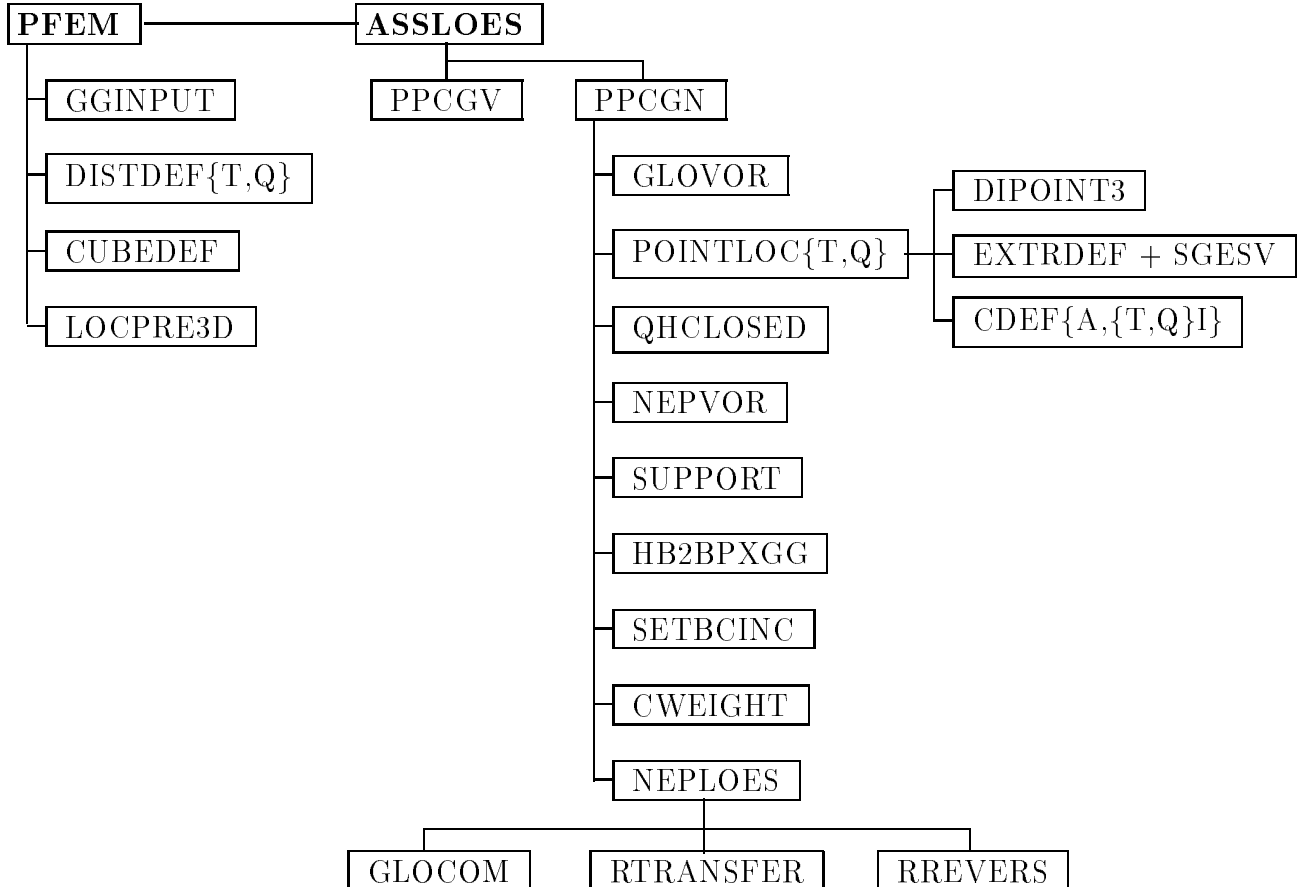 PFEM
ASSLOES
GGINPUT
DISTDEF{T,Q}
CUBEDEF
LOCPRE3D
PPCGV
PPCGN
GLOVOR
POINTLOC{T,Q}
QHCLOSED
NEPVOR
SUPPORT
HB2BPXGG
SETBCINC
CWEIGHT
NEPLOES
DIPOINT3
EXTRDEF + SGESV
CDEF{A,{T,Q}I}
GLOCOM
RTRANSFER
RREVERS